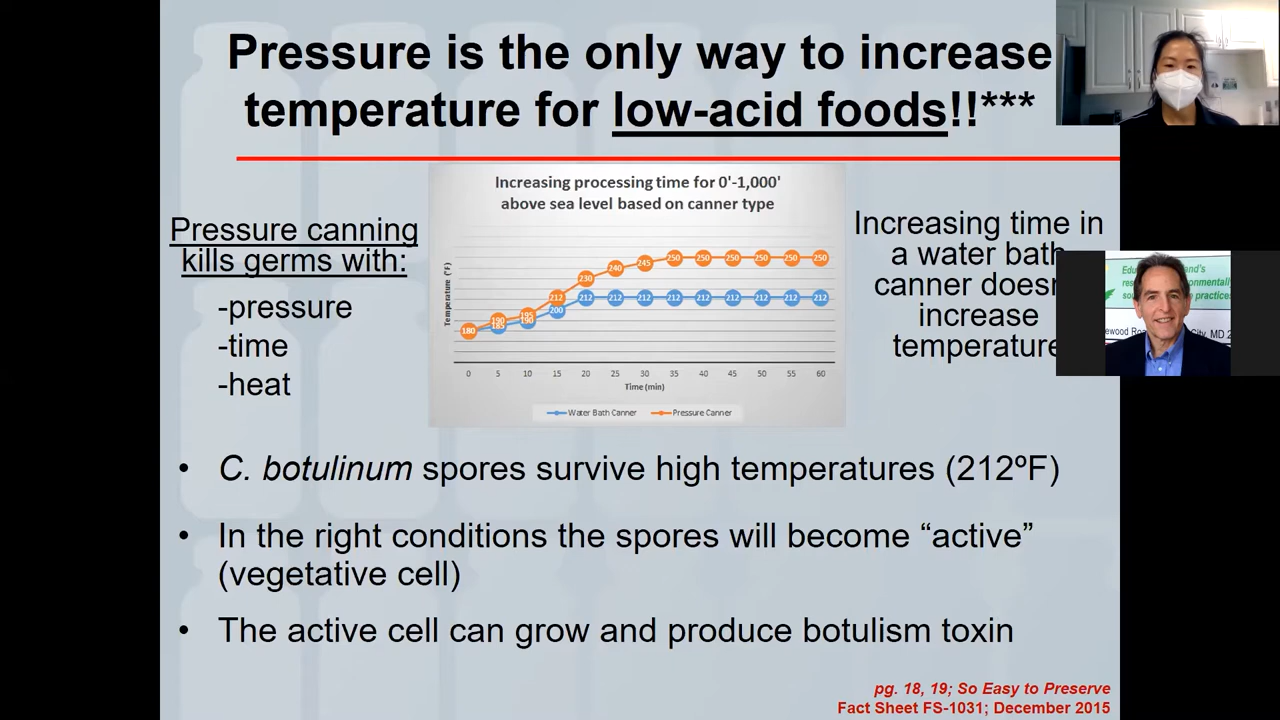 Pressure is the only way to increase
temperature for low-acid foods!!***
Pressure canning
kills germs with:
-pressure
-time
-heat
Increasing processing time for 0'-1,000'
above sea level based on canner type
Temperature (°F)
180
185 190 200 212 212 212 212 212 212 212 212 212 212
190 195 212 230 240 245 250 250 250 250 250 250
0 5 10 15 20 25 30 35 40 45 50 55 60
Time (min)
Water Bath Canner Pressure Canner
Increasing time in
a water bath
canner doesn
increase
temperature
• C. botulinum spores survive high temperatures (212ºF)
• In the right conditions the spores will become “active”
(vegetative cell)
• The active cell can grow and produce botulism toxin
pg. 18, 19; So Easy to Preserve
Fact Sheet FS-1031; December 2015
City, MD 2